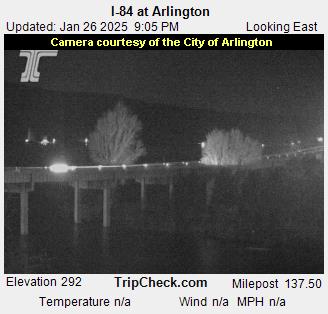 I-84 at Arlington
Updated: Jan 26 2025 9:05 PM Looking East
Camera courtesy of the City of Arlington
Elevation 292 TripCheck.com Milepost 137.50
Temperature n/a Wind n/a MPH n/a